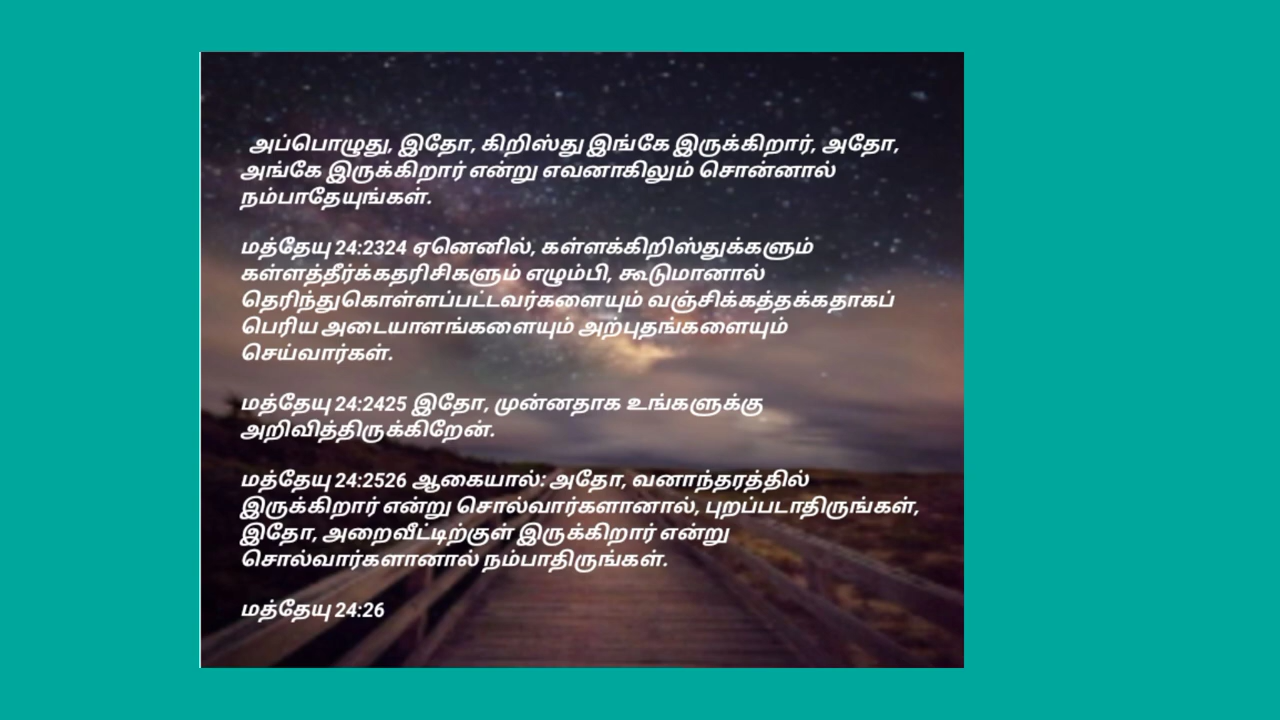 அப்பொழுது, இதோ, கிறிஸ்து இங்கே இருக்கிறார், அதோ,
அங்கே இருக்கிறார் என்று எவனாகிலும் சொன்னால்
நம்பாதேயுங்கள்.
மத்தேயு 24:2324 ஏனெனில், கள்ளக்கிறிஸ்துக்களும்
கள்ளத்தீர்க்கதரிசிகளும் எழும்பி, கூடுமானால்
தெரிந்துகொள்ளப்பட்டவர்களையும் வஞ்சிக்கத்தக்கதாகப்
பெரிய அடையாளங்களையும் அற்புதங்களையும்
செய்வார்கள்.
மத்தேயு 24:2425 இதோ, முன்னதாக உங்களுக்கு
அறிவித்திருக்கிறேன்.
மத்தேயு 24:2526 ஆகையால்: அதோ, வனாந்தரத்தில்
இருக்கிறார் என்று சொல்வார்களானால், புறப்படாதிருங்கள்,
இதோ, அறைவீட்டிற்குள் இருக்கிறார் என்று
சொல்வார்களானால் நம்பாதிருங்கள்.
மத்தேயு 24:26